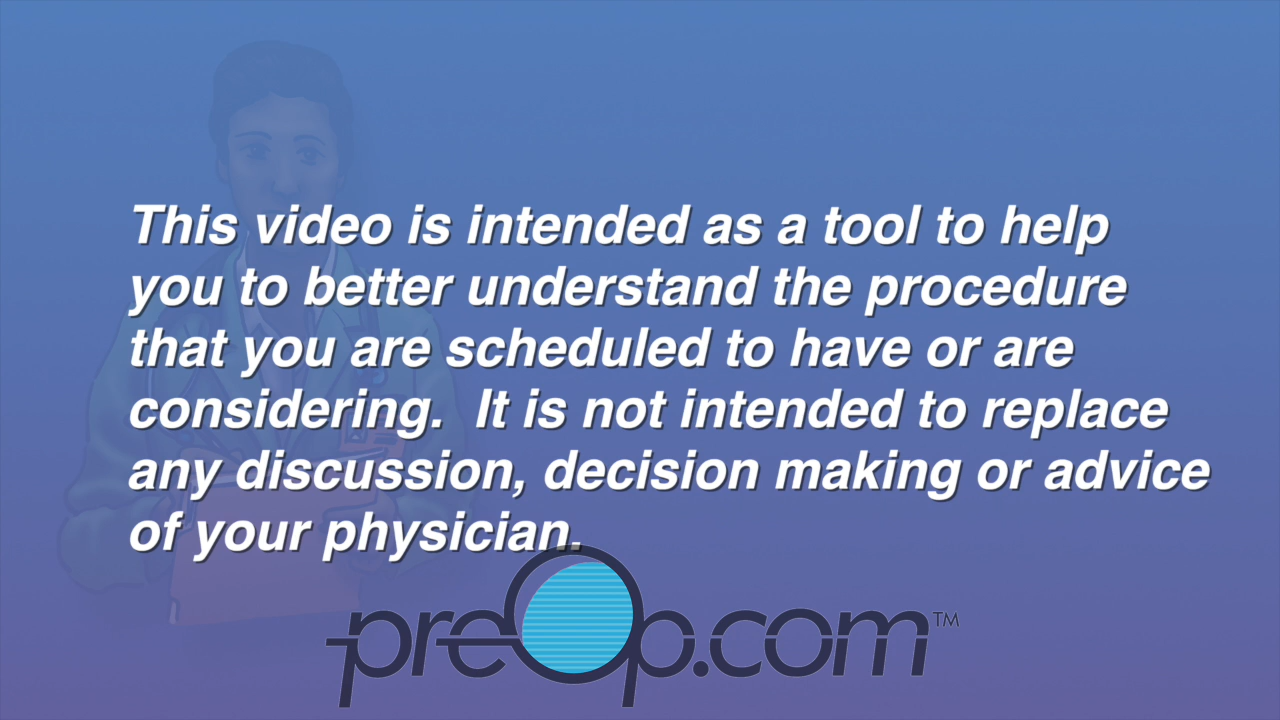 This video is intended as a tool to help
you to better understand the procedure
that you are scheduled to have or are
considering.  It is not intended to replace
any discussion, decision making or advice
of your physician.
preOp.com™